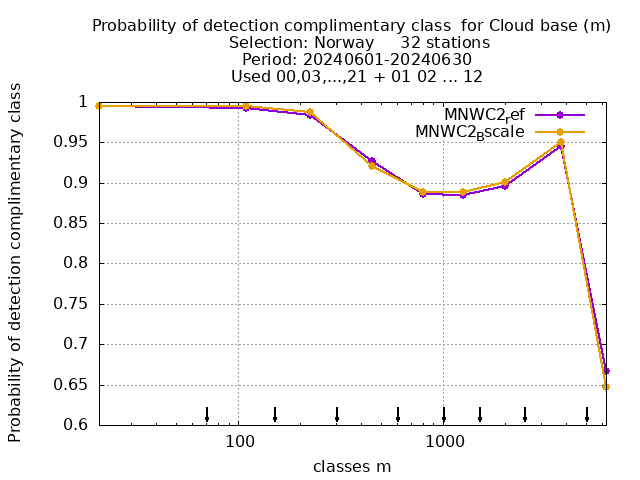 Probability of detection complimentary class  for Cloud base (m)
Selection: Norway     32 stations
Period: 20240601-20240630
Used 00,03,...,21 + 01 02 ... 12
MNWC2_ref
MNWC2_Bscale
Probability of detection complimentary class
1
0.95
0.9
0.85
0.8
0.75
0.7
0.65
0.6
100
1000
classes m